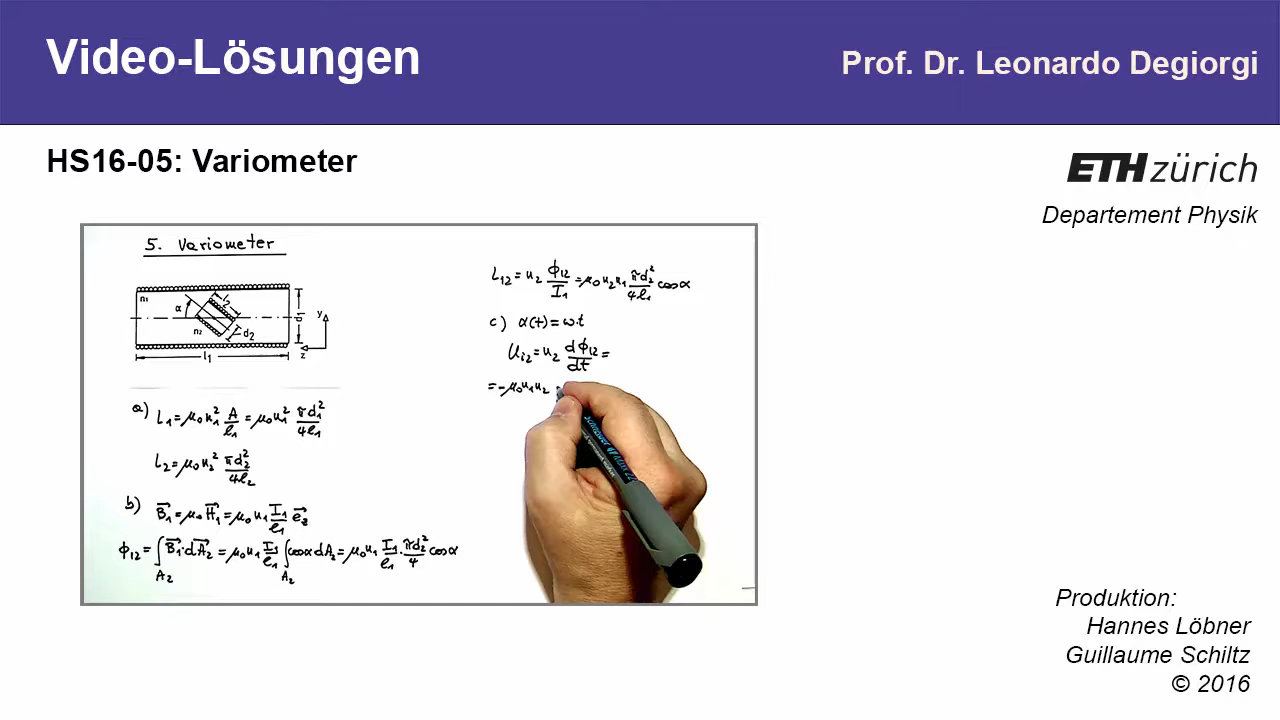 Video-Lösungen
Prof. Dr. Leonardo Degiorgi
HS16-05: Variometer
ETH zürich
Departement Physik
5. Variometer
n1
α
l2
n2
d2
d1
l1
y
z
a) L₁ = μ₀n₁² A/ℓ₁ = μ₀n₁² πd₁²/4ℓ₁
L₂ = μ₀n₂² πd₂²/4ℓ₂
b) B⃗₁ = μ₀H⃗₁ = μ₀n₁ I₁/ℓ₁ e⃗z
ϕ₁₂ = ∫A₂ B⃗₁·dA⃗₂ = μ₀n₁ I₁/ℓ₁ ∫A₂ cosα dA₂ = μ₀n₁ I₁/ℓ₁ · πd₂²/4 cosα
L₁₂ = n₂ ϕ₁₂/I₁ = μ₀n₂n₁ πd₂²/4ℓ₁ cosα
c) α(t) = ω·t
Ui₂ = n₂ dϕ₁₂/dt =
= -μ₀n₁n₂
Produktion:
Hannes Löbner
Guillaume Schiltz
© 2016